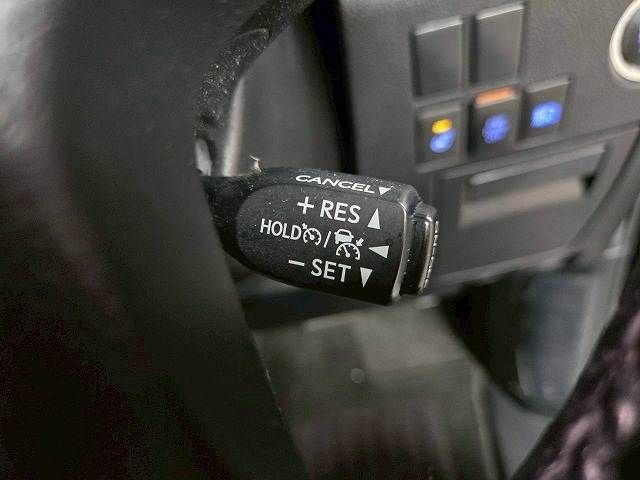 CANCEL▼
+ RES ▲
HOLD / ◀
− SET ▼